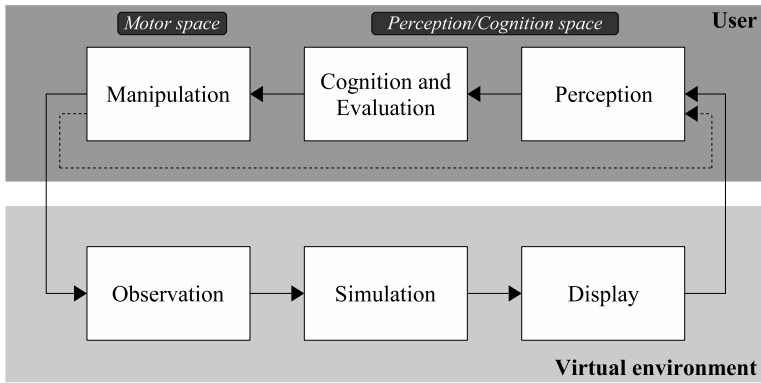 Motor space
Perception/Cognition space
User
Manipulation
Cognition and
Evaluation
Perception
Observation
Simulation
Display
Virtual environment